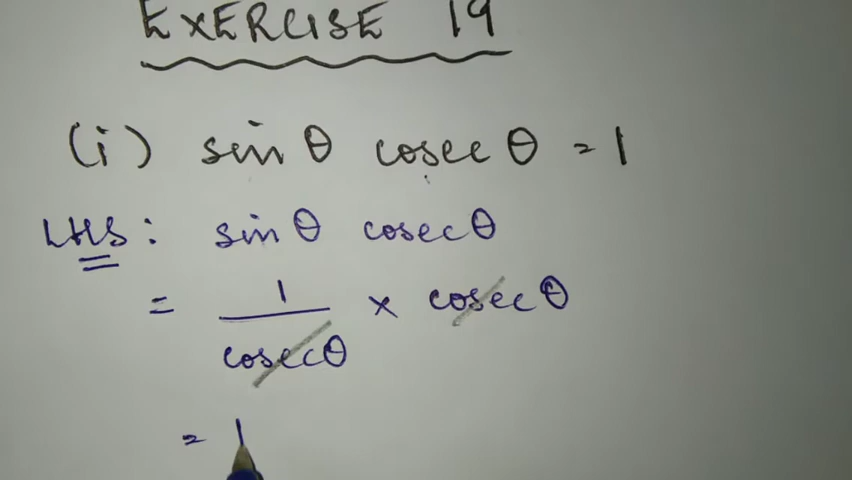 EXERCISE 19
(i) sin θ cosec θ = 1
LHS : sin θ cosec θ
= 1/cosec θ × cosec θ
= 1